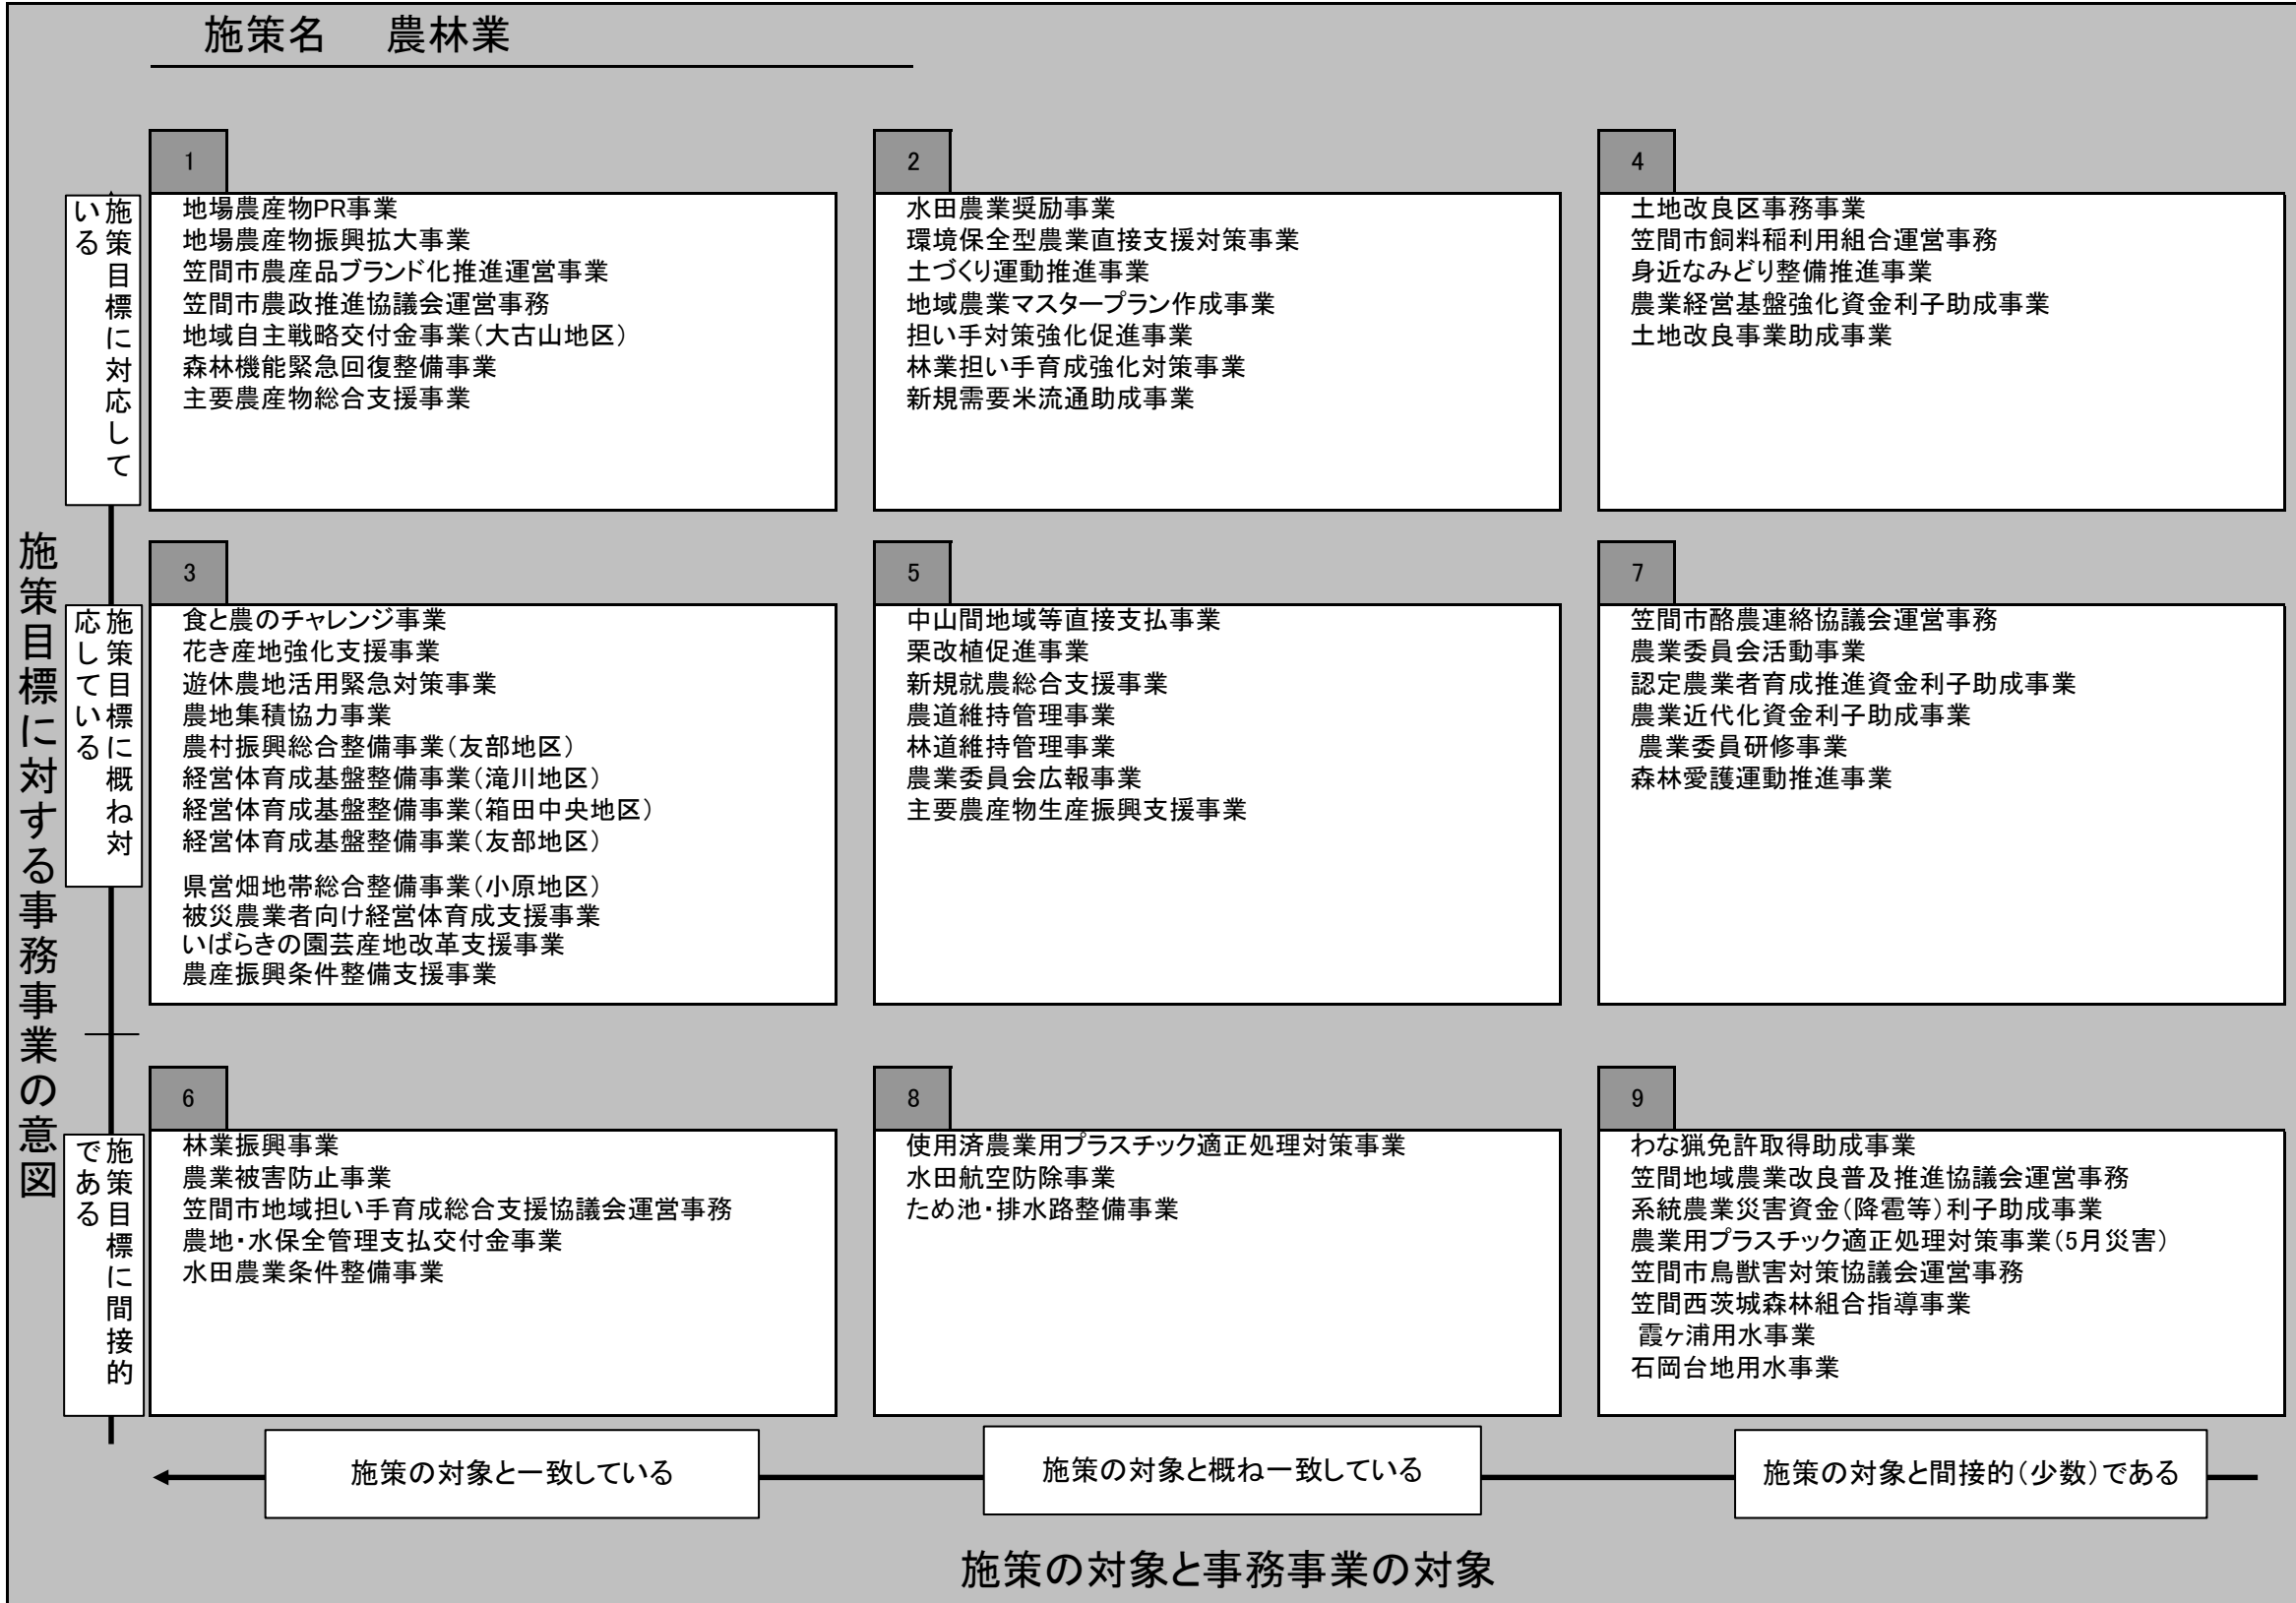 施策名　農林業
施策目標に対する事務事業の意図
施策目標に対応して
いる
1
地場農産物PR事業
地場農産物振興拡大事業
笠間市農産品ブランド化推進運営事業
笠間市農政推進協議会運営事務
地域自主戦略交付金事業(大古山地区)
森林機能緊急回復整備事業
主要農産物総合支援事業
2
水田農業奨励事業
環境保全型農業直接支援対策事業
土づくり運動推進事業
地域農業マスタープラン作成事業
担い手対策強化促進事業
林業担い手育成強化対策事業
新規需要米流通助成事業
4
土地改良区事務事業
笠間市飼料稲利用組合運営事務
身近なみどり整備推進事業
農業経営基盤強化資金利子助成事業
土地改良事業助成事業
施策目標に概ね対
応している
3
食と農のチャレンジ事業
花き産地強化支援事業
遊休農地活用緊急対策事業
農地集積協力事業
農村振興総合整備事業(友部地区)
経営体育成基盤整備事業(滝川地区)
経営体育成基盤整備事業(箱田中央地区)
経営体育成基盤整備事業(友部地区)
県営畑地帯総合整備事業(小原地区)
被災農業者向け経営体育成支援事業
いばらきの園芸産地改革支援事業
農産振興条件整備支援事業
5
中山間地域等直接支払事業
栗改植促進事業
新規就農総合支援事業
農道維持管理事業
林道維持管理事業
農業委員会広報事業
主要農産物生産振興支援事業
7
笠間市酪農連絡協議会運営事務
農業委員会活動事業
認定農業者育成推進資金利子助成事業
農業近代化資金利子助成事業
農業委員研修事業
森林愛護運動推進事業
施策目標に間接的
である
6
林業振興事業
農業被害防止事業
笠間市地域担い手育成総合支援協議会運営事務
農地・水保全管理支払交付金事業
水田農業条件整備事業
8
使用済農業用プラスチック適正処理対策事業
水田航空防除事業
ため池・排水路整備事業
9
わな猟免許取得助成事業
笠間地域農業改良普及推進協議会運営事務
系統農業災害資金(降雹等)利子助成事業
農業用プラスチック適正処理対策事業(5月災害)
笠間市鳥獣害対策協議会運営事務
笠間西茨城森林組合指導事業
霞ヶ浦用水事業
石岡台地用水事業
施策の対象と一致している
施策の対象と概ね一致している
施策の対象と間接的(少数)である
施策の対象と事務事業の対象